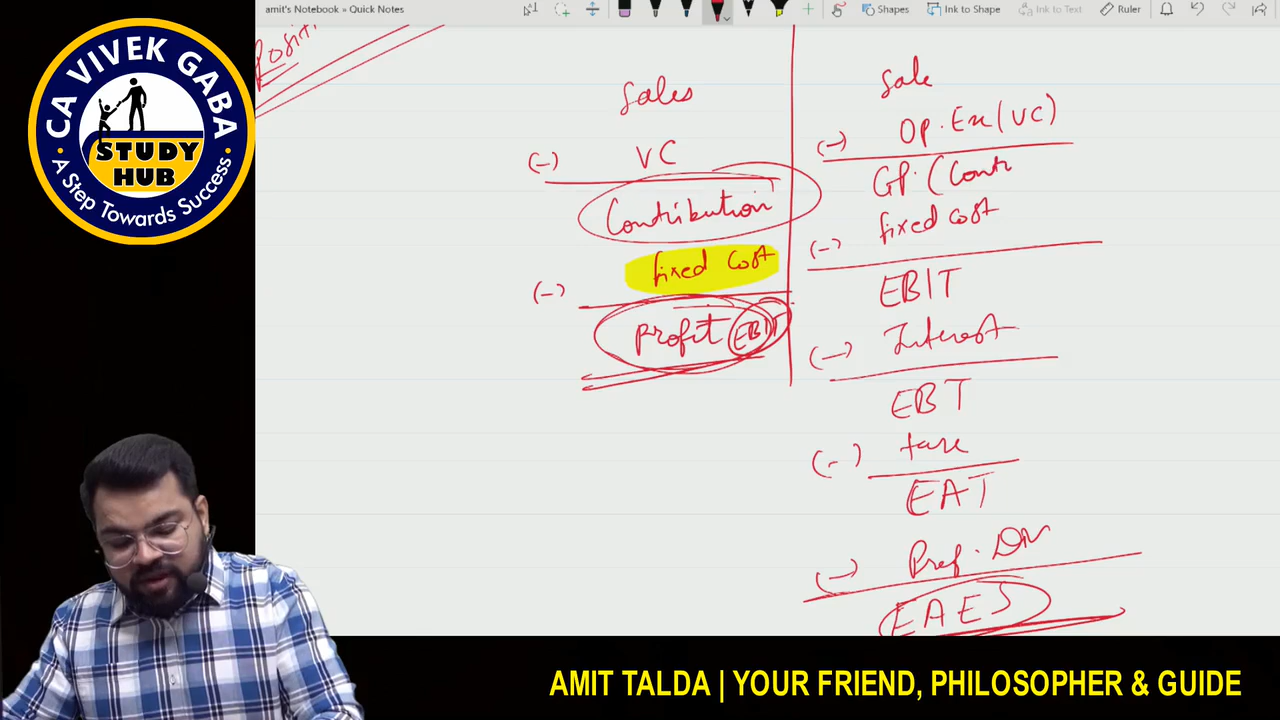 amit's Notebook » Quick Notes
Shapes
Ink to Shape
Ink to Text
Ruler
CA VIVEK GABA
STUDY
HUB
A Step Towards Success
Positi
Sales
(-) VC
Contribution
(-) fixed cost
Profit EBIT
Sale
(-) Op. Ex (VC)
GP. (Contr
(-) fixed cost
EBIT
(-) Interest
EBT
(-) taxe
EAT
(-) Pref. Div
EAES
AMIT TALDA | YOUR FRIEND, PHILOSOPHER & GUIDE